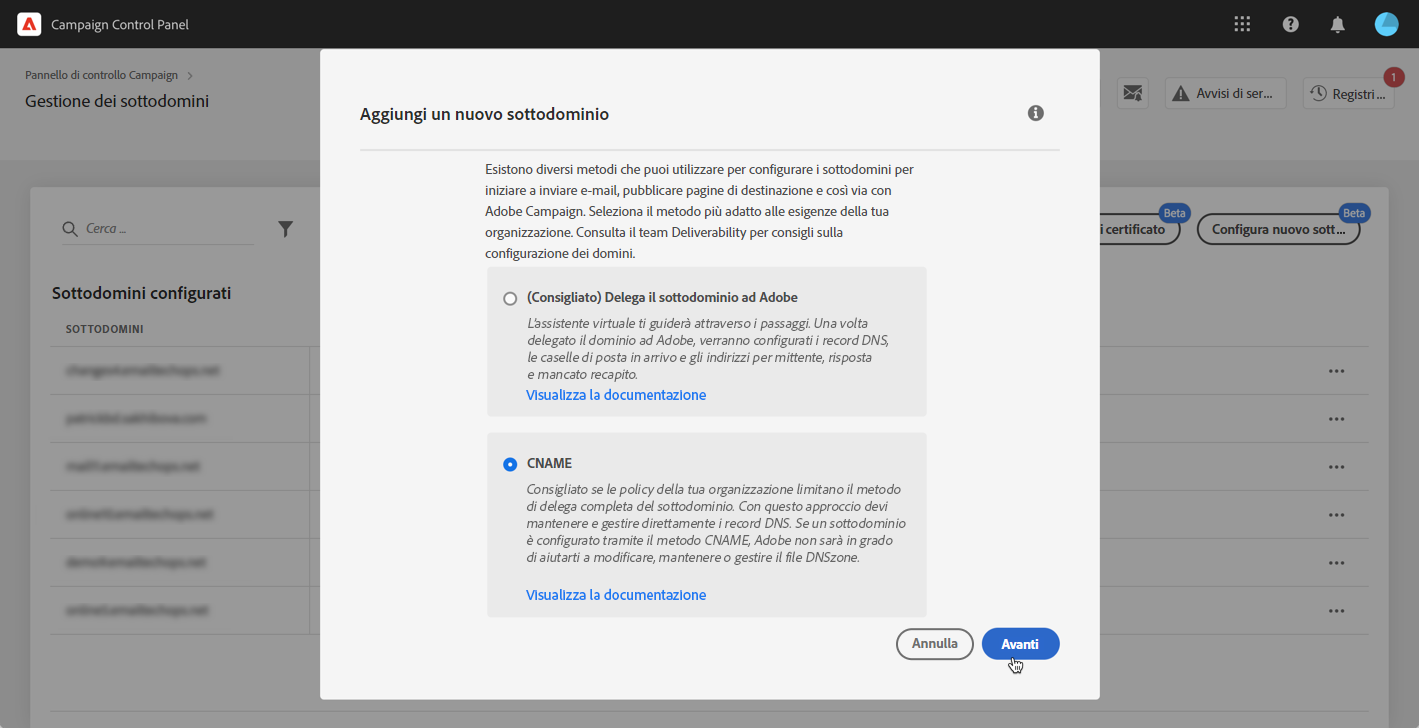 Campaign Control Panel
Pannello di controllo Campaign
Gestione dei sottodomini
Avvisi di ser...
Registri ...
1
Aggiungi un nuovo sottodominio
Esistono diversi metodi che puoi utilizzare per configurare i sottodomini per
iniziare a inviare e-mail, pubblicare pagine di destinazione e così via con
Adobe Campaign. Seleziona il metodo più adatto alle esigenze della tua
organizzazione. Consulta il team Deliverability per consigli sulla
configurazione dei domini.
Cerca ...
i certificato
Beta
Configura nuovo sott...
Beta
Sottodomini configurati
SOTTODOMINI
(Consigliato) Delega il sottodominio ad Adobe
L'assistente virtuale ti guiderà attraverso i passaggi. Una volta
delegato il dominio ad Adobe, verranno configurati i record DNS,
le caselle di posta in arrivo e gli indirizzi per mittente, risposta
e mancato recapito.
Visualizza la documentazione
CNAME
Consigliato se le policy della tua organizzazione limitano il metodo
di delega completa del sottodominio. Con questo approccio devi
mantenere e gestire direttamente i record DNS. Se un sottodominio
è configurato tramite il metodo CNAME, Adobe non sarà in grado
di aiutarti a modificare, mantenere o gestire il file DNSzone.
Visualizza la documentazione
Annulla
Avanti